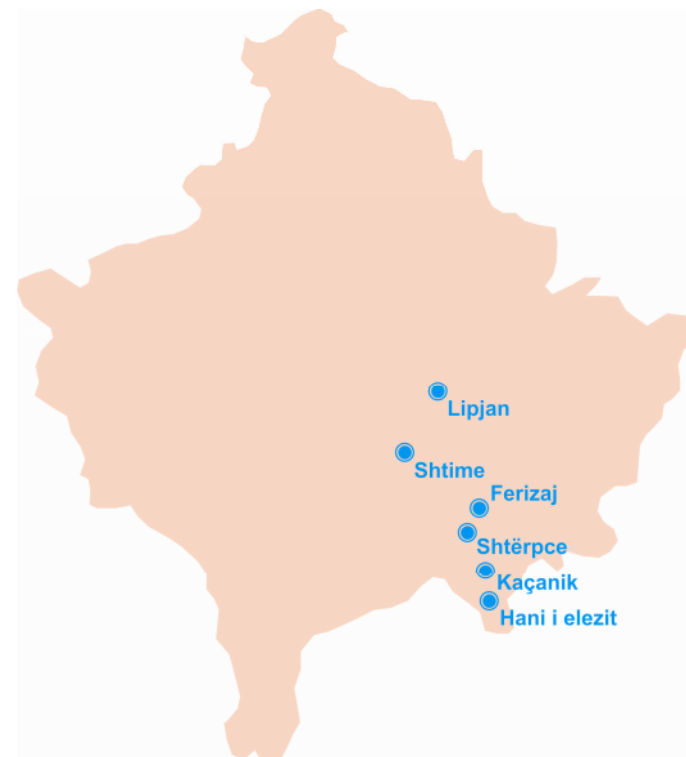 Lipjan
Shtime
Ferizaj
Shtërpce
Kaçanik
Hani i elezit